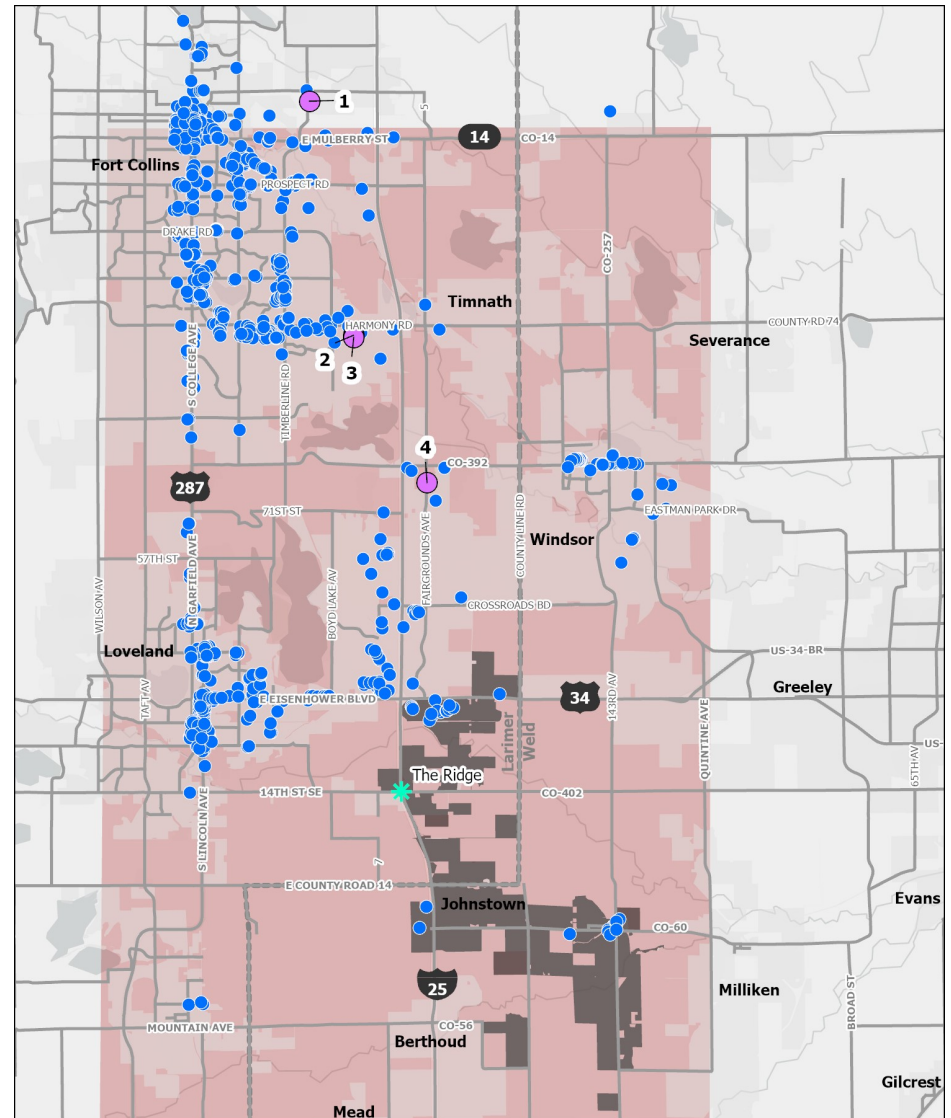 1
5
E MULBERRY ST
14
CO-14
Fort Collins
PROSPECT RD
DRAKE RD
CO-257
Timnath
HARMONY RD
COUNTY RD 74
Severance
2
3
S COLLEGE AVE
TIMBERLINE RD
4
CO-392
287
71ST ST
EASTMAN PARK DR
Windsor
57TH ST
COUNTY LINE RD
FAIRGROUNDS AVE
N GARFIELD AVE
WILSON AV
BOYD LAKE AV
CROSSROADS BD
Loveland
US-34-BR
Greeley
E EISENHOWER BLVD
34
TAFT AV
143RD AV
QUINTINE AVE
Larimer
Weld
US-
65TH AV
The Ridge
14TH ST SE
CO-402
S LINCOLN AVE
7
E COUNTY ROAD 14
Johnstown
Evans
CO-60
25
Milliken
BROAD ST
MOUNTAIN AVE
CO-56
Berthoud
Gilcrest
Mead